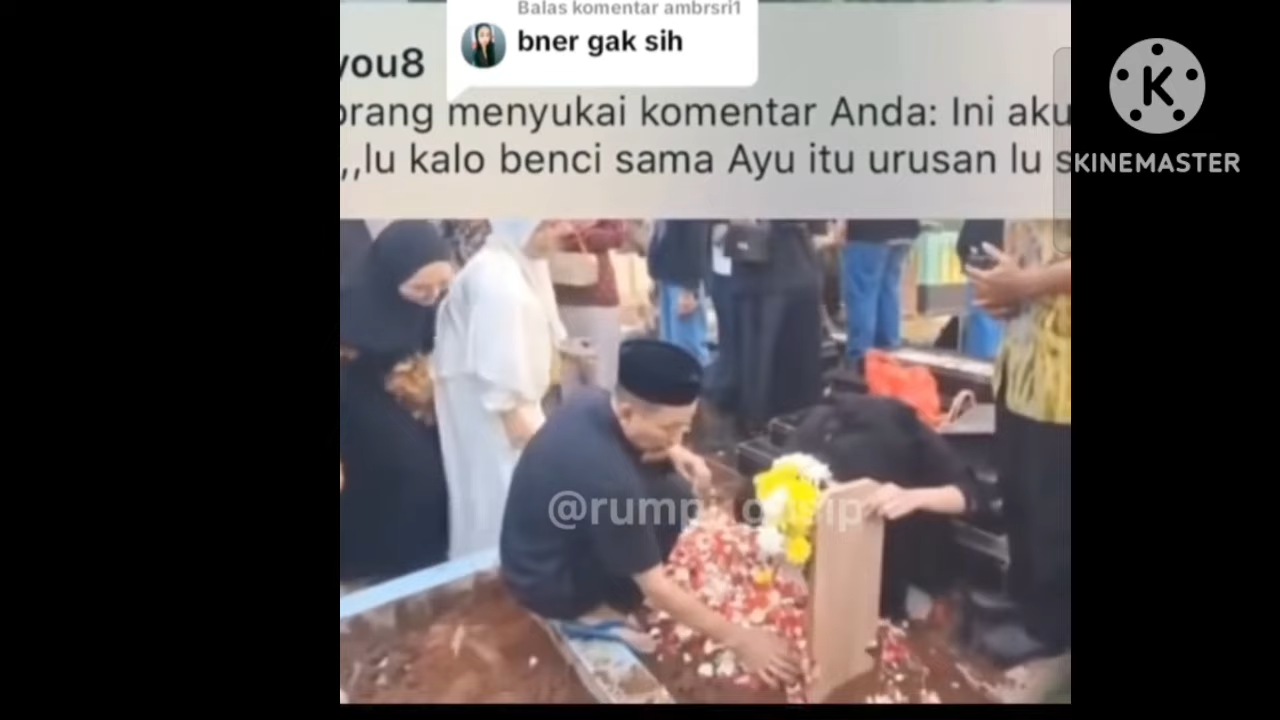 Balas komentar ambrsri1
bner gak sih
you8
orang menyukai komentar Anda: Ini aku
,,lu kalo benci sama Ayu itu urusan lu s
KINEMASTER
@rumpi_gosip